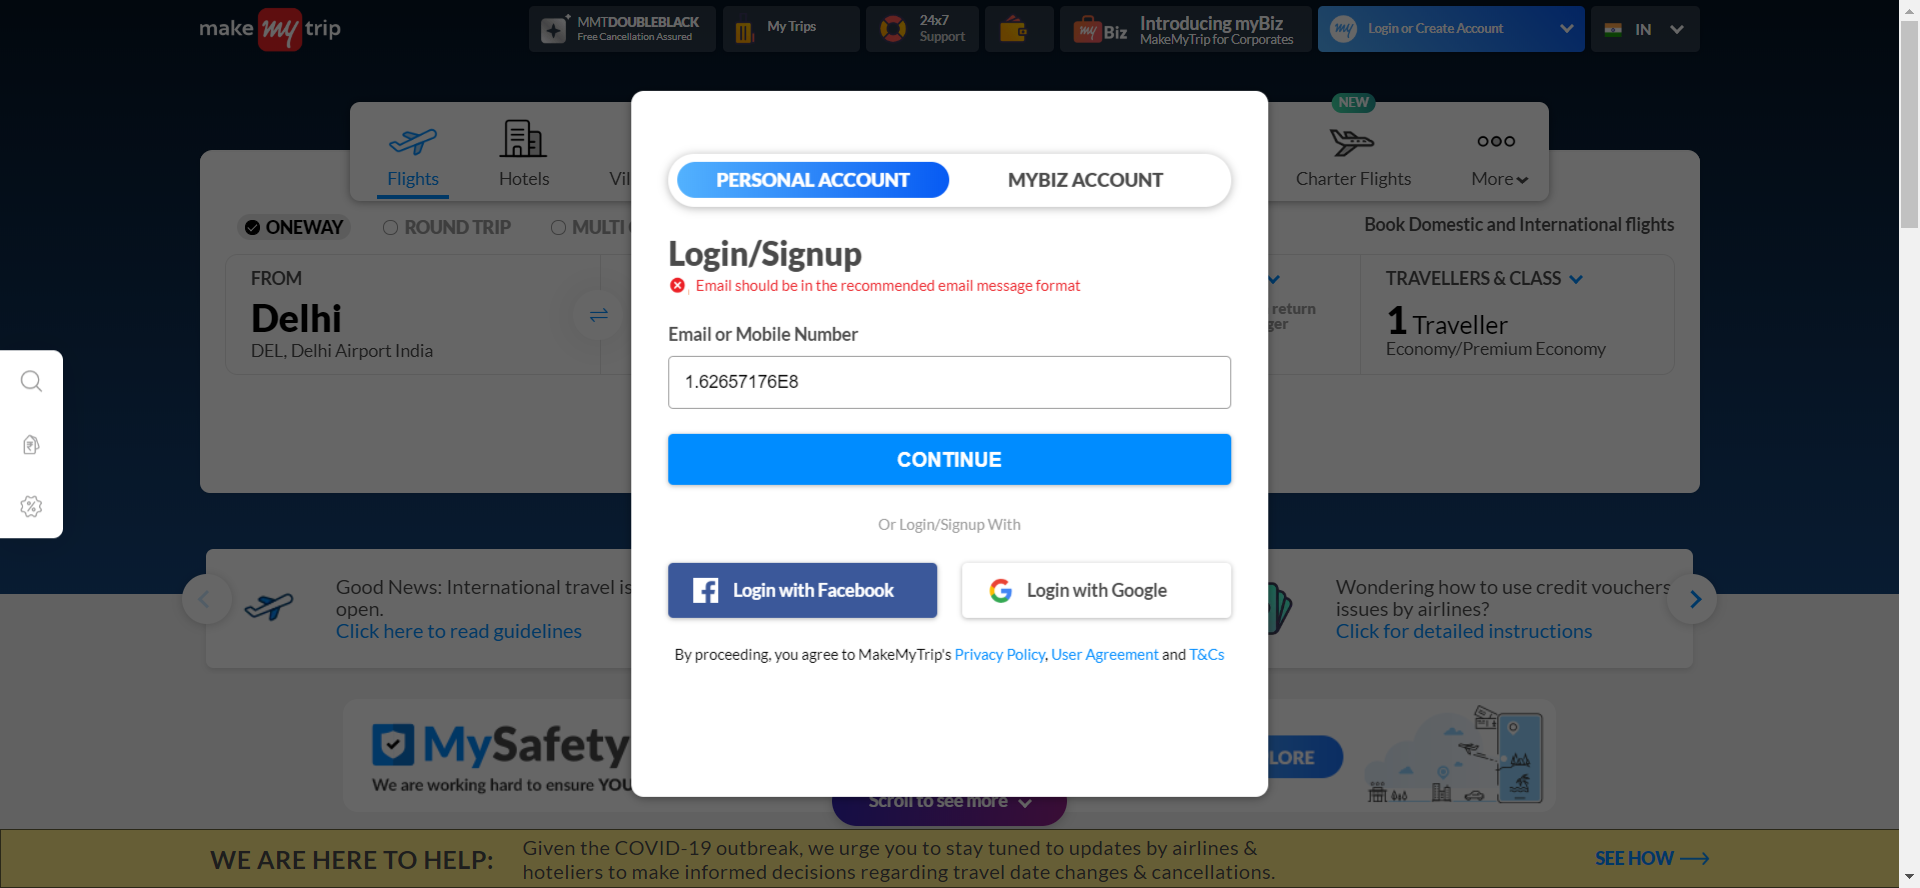 make my trip
MMTDOUBLEBLACK
Free Cancellation Assured
My Trips
24x7
Support
my Biz
Introducing myBiz
MakeMyTrip for Corporates
my
Login or Create Account
IN
NEW
Flights
Hotels
Vil
Charter Flights
More
PERSONAL ACCOUNT
MYBIZ ACCOUNT
ONEWAY
ROUND TRIP
MULTI
Book Domestic and International flights
Login/Signup
Email should be in the recommended email message format
FROM
Delhi
DEL, Delhi Airport India
return
ger
TRAVELLERS & CLASS
1 Traveller
Economy/Premium Economy
Email or Mobile Number
1.62657176E8
CONTINUE
Or Login/Signup With
Login with Facebook
Login with Google
By proceeding, you agree to MakeMyTrip's Privacy Policy, User Agreement and T&Cs
Good News: International travel is
open.
Click here to read guidelines
Wondering how to use credit vouchers
issues by airlines?
Click for detailed instructions
MySafety
We are working hard to ensure YOU
LORE
Scroll to see more
WE ARE HERE TO HELP:
Given the COVID-19 outbreak, we urge you to stay tuned to updates by airlines &
hoteliers to make informed decisions regarding travel date changes & cancellations.
SEE HOW